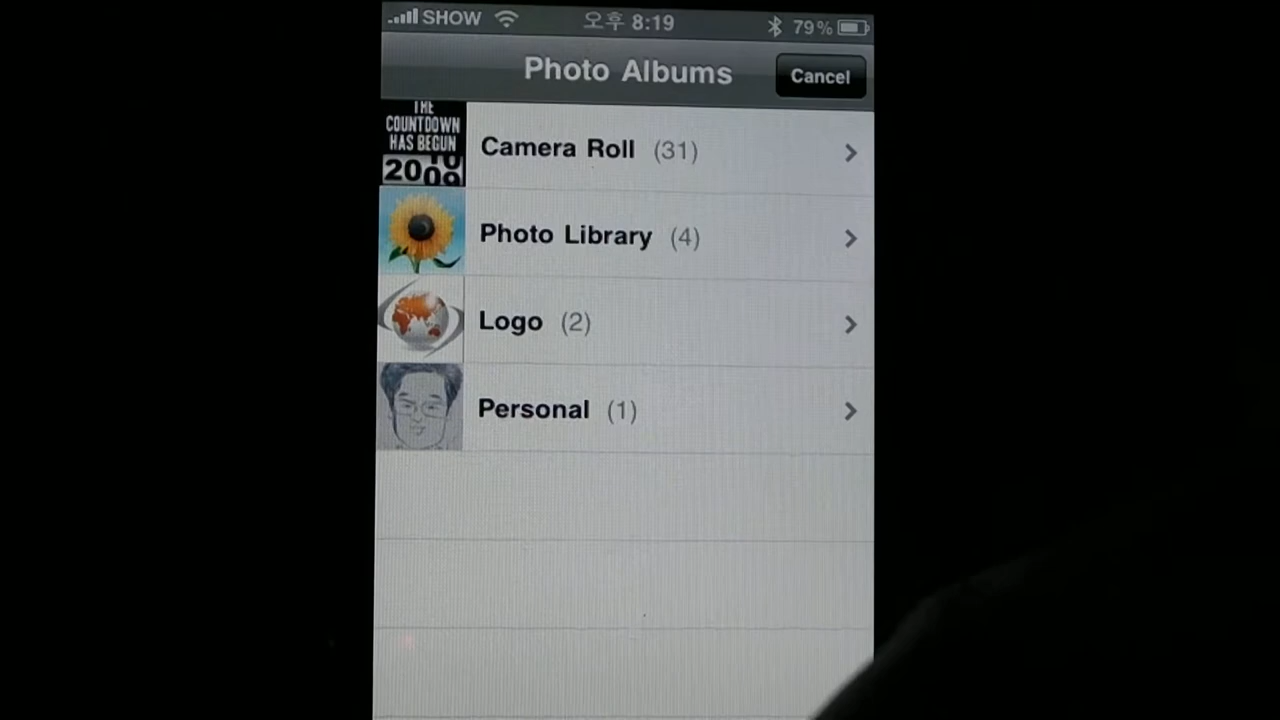 SHOW 오후 8:19 79%
Photo Albums Cancel
THE
COUNTDOWN
HAS BEGUN
2009
Camera Roll (31)
Photo Library (4)
Logo (2)
Personal (1)